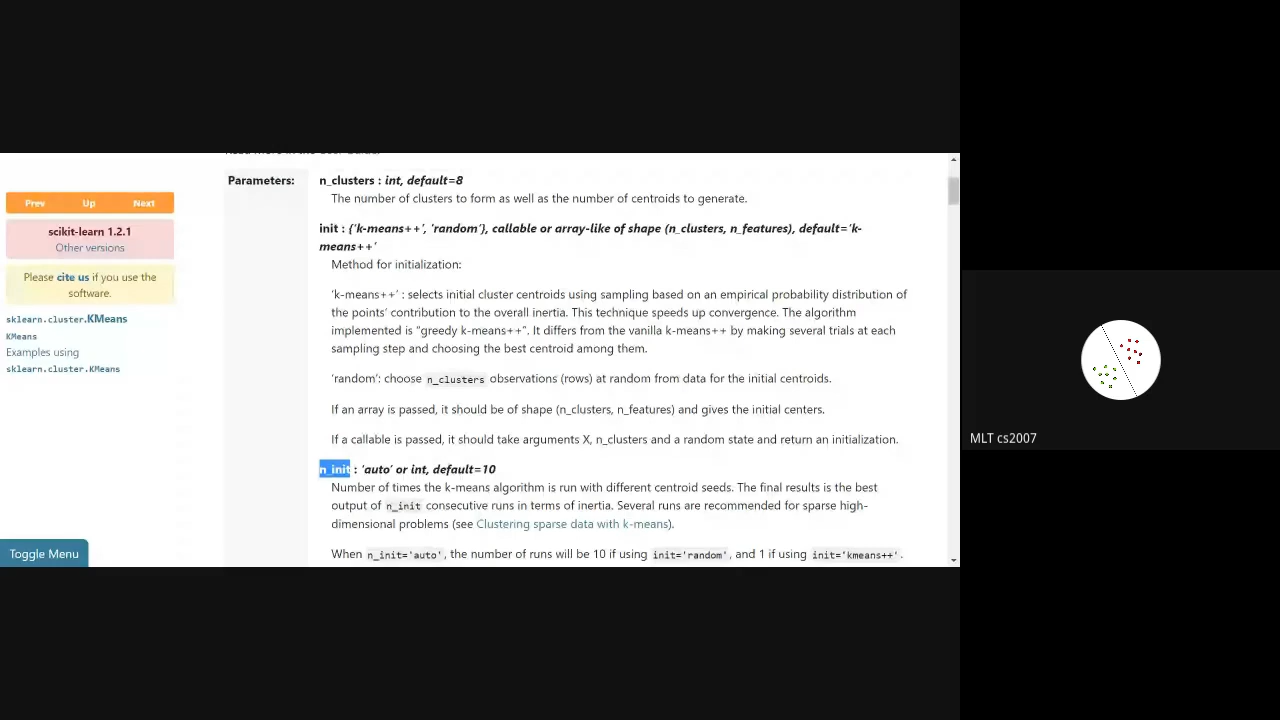 Prev Up Next
scikit-learn 1.2.1
Other versions
Please cite us if you use the
software.
sklearn.cluster.KMeans
KMeans
Examples using
sklearn.cluster.KMeans
Toggle Menu
Parameters:
n_clusters : int, default=8
The number of clusters to form as well as the number of centroids to generate.
init : {'k-means++', 'random'}, callable or array-like of shape (n_clusters, n_features), default='k-
means++'
Method for initialization:
'k-means++' : selects initial cluster centroids using sampling based on an empirical probability distribution of
the points' contribution to the overall inertia. This technique speeds up convergence. The algorithm
implemented is “greedy k-means++”. It differs from the vanilla k-means++ by making several trials at each
sampling step and choosing the best centroid among them.
'random': choose n_clusters observations (rows) at random from data for the initial centroids.
If an array is passed, it should be of shape (n_clusters, n_features) and gives the initial centers.
If a callable is passed, it should take arguments X, n_clusters and a random state and return an initialization.
n_init : 'auto' or int, default=10
Number of times the k-means algorithm is run with different centroid seeds. The final results is the best
output of n_init consecutive runs in terms of inertia. Several runs are recommended for sparse high-
dimensional problems (see Clustering sparse data with k-means).
When n_init='auto', the number of runs will be 10 if using init='random', and 1 if using init='kmeans++'.
MLT cs2007